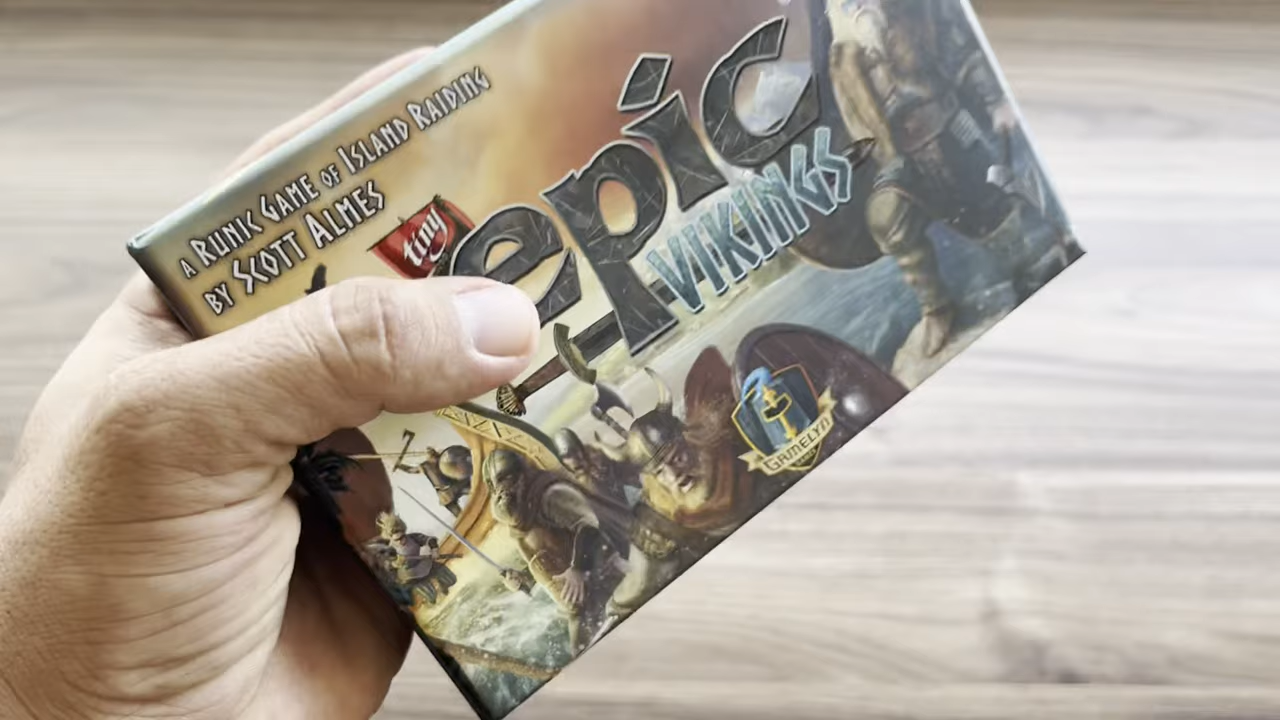 A RUNIC GAME OF ISLAND RAIDING
BY SCOTT ALMES
tiny
epic
VIKINGS
GAMELYN